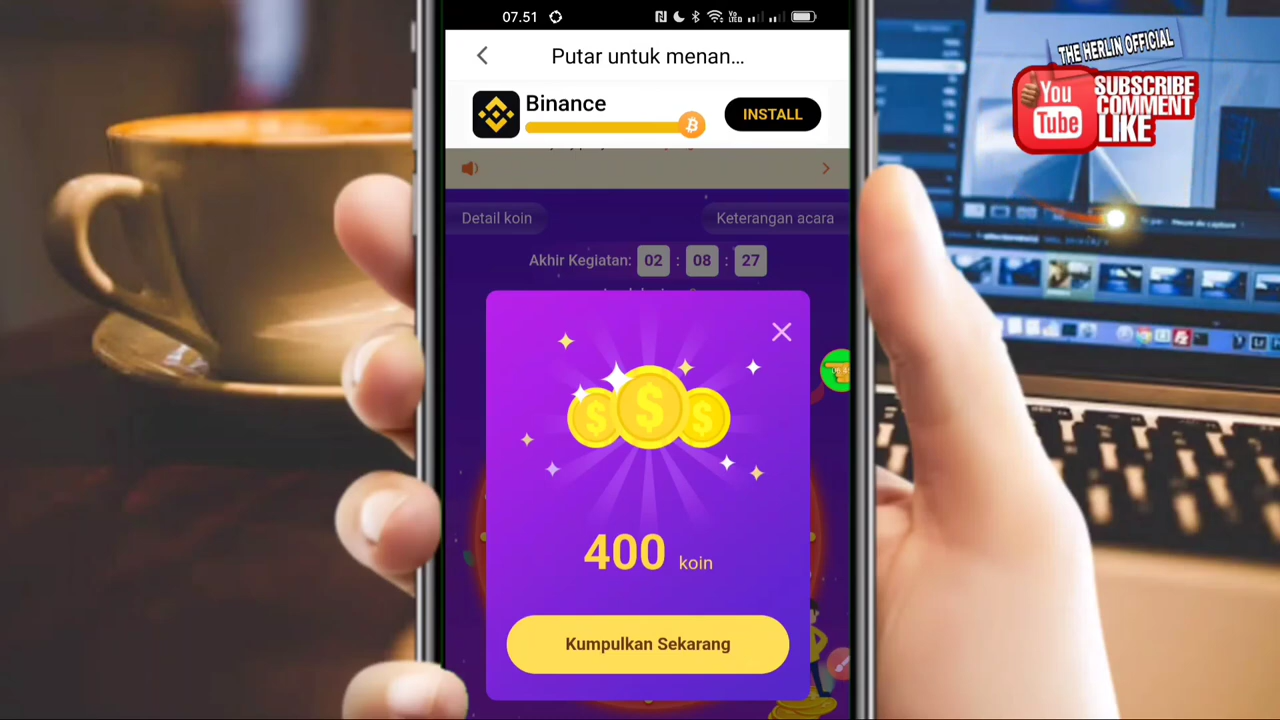 07.51
Putar untuk menan...
Binance
INSTALL
Detail koin
Keterangan acara
Akhir Kegiatan: 02 : 08 : 27
400 koin
Kumpulkan Sekarang
THE HERLIN OFFICIAL
You
Tube
SUBSCRIBE
COMMENT
LIKE